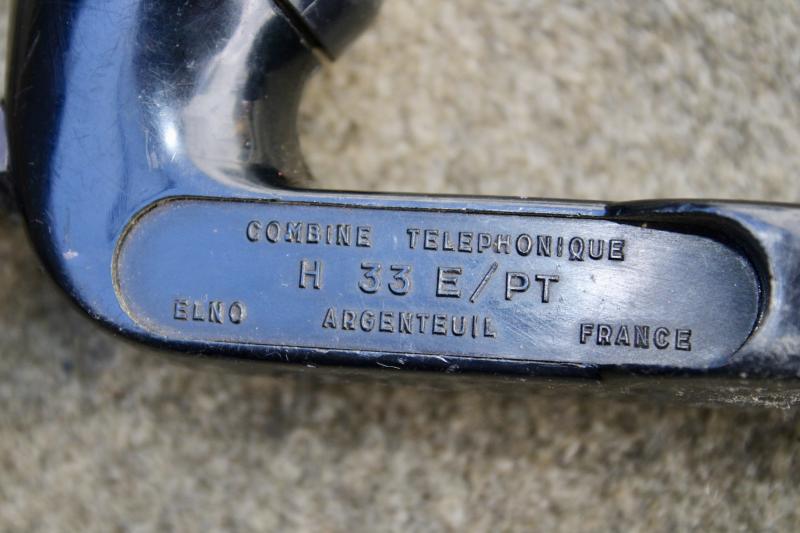 COMBINE TELEPHONIQUE
H 33 E/PT
ELNO ARGENTEUIL FRANCE